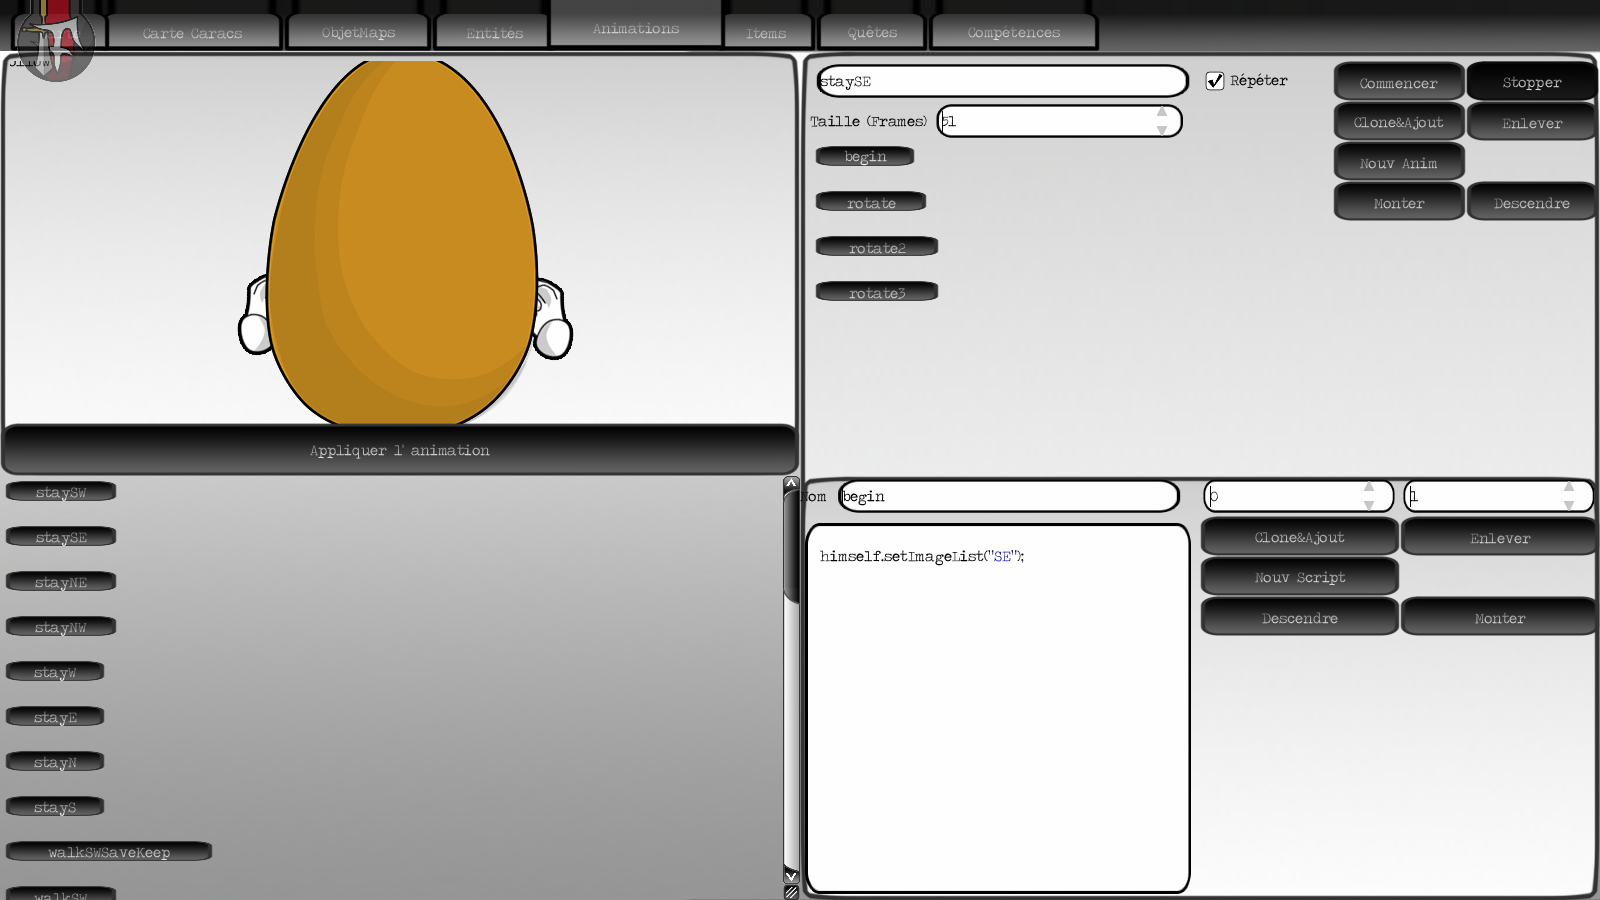 Carte Caracs
ObjetMaps
Entités
Animations
Items
Quêtes
Compétences
staySE
Répéter
Commencer
Stopper
Taille (Frames)
51
Clone&Ajout
Enlever
begin
Nouv Anim
rotate
Monter
Descendre
rotate2
rotate3
Appliquer l'animation
staySW
staySE
stayNE
stayNW
stayW
stayE
stayN
stayS
walkSWSaveKeep
walkSW
Nom
begin
0
1
himself.setImageList("SE");
Clone&Ajout
Enlever
Nouv Script
Descendre
Monter